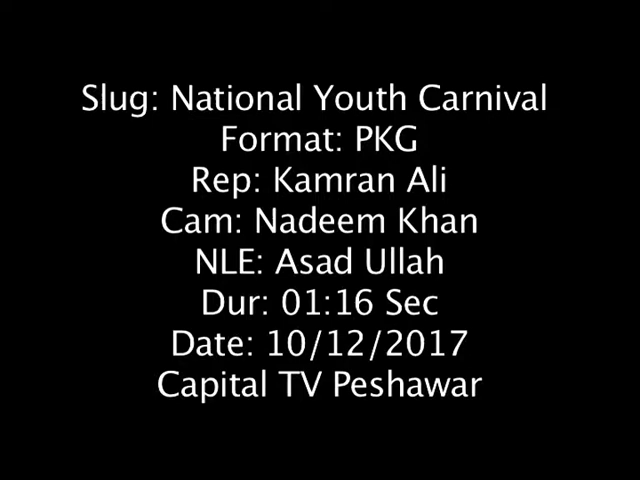 Slug: National Youth Carnival
Format: PKG
Rep: Kamran Ali
Cam: Nadeem Khan
NLE: Asad Ullah
Dur: 01:16 Sec
Date: 10/12/2017
Capital TV Peshawar